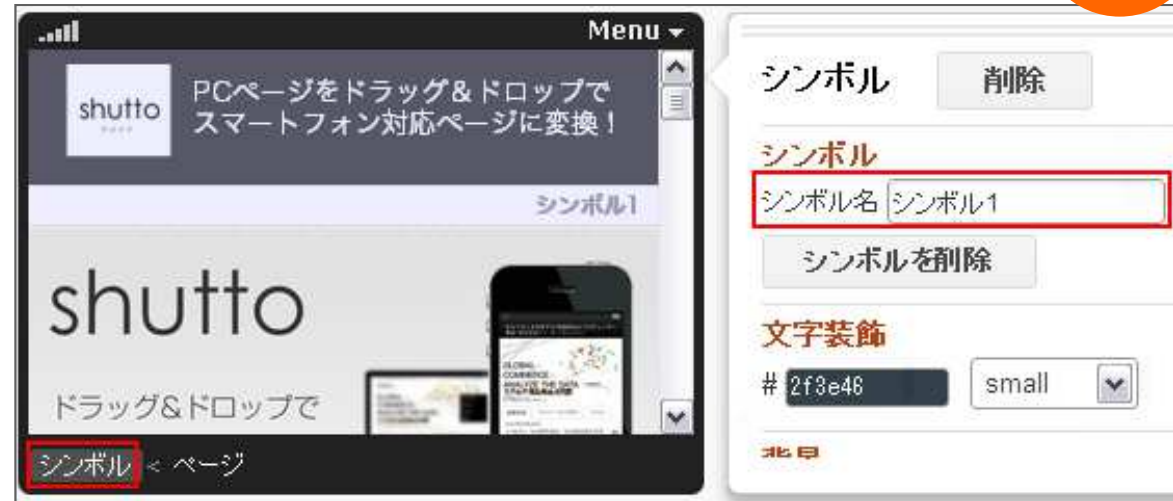 Menu
shutto
PCページをドラッグ&ドロップで
スマートフォン対応ページに変換！
シンボル1
shutto
ドラッグ&ドロップで
シンボル < ページ
シンボル 削除
シンボル
シンボル名 シンボル1
シンボルを削除
文字装飾
# 2f3e46 small